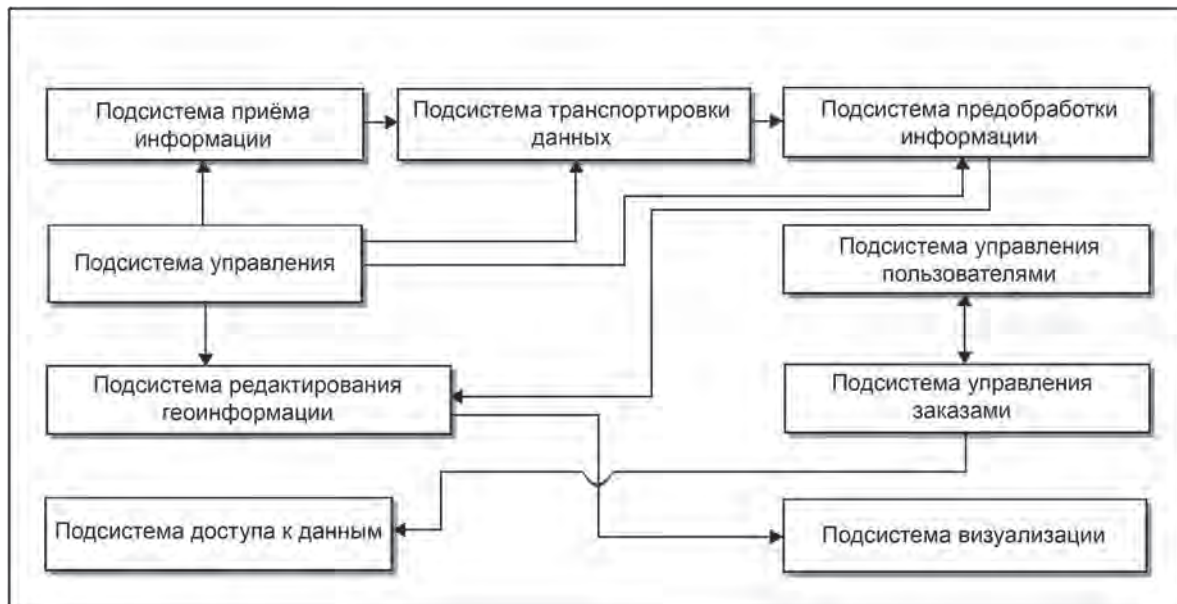 Подсистема приёма
информации
Подсистема транспортировки
данных
Подсистема предобработки
информации
Подсистема управления
Подсистема управления
пользователями
Подсистема редактирования
геоинформации
Подсистема управления
заказами
Подсистема доступа к данным
Подсистема визуализации